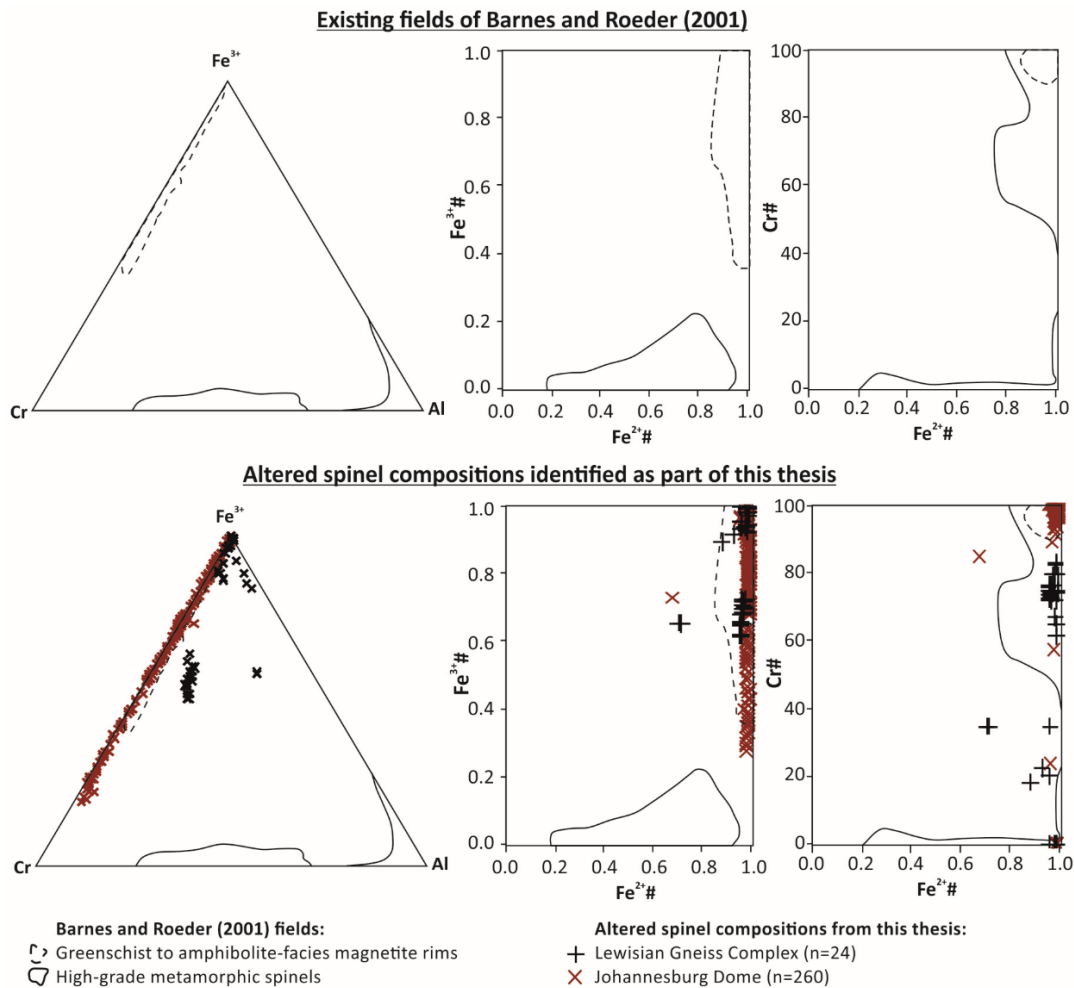 Existing fields of Barnes and Roeder (2001)
Fe³⁺
Cr
Al
1.0
0.8
0.6
0.4
0.2
0.0
Fe³⁺#
0.0 0.2 0.4 0.6 0.8 1.0
Fe²⁺#
100
80
60
40
20
0
Cr#
0.0 0.2 0.4 0.6 0.8 1.0
Fe²⁺#
Altered spinel compositions identified as part of this thesis
Fe³⁺
Cr
Al
1.0
0.8
0.6
0.4
0.2
0.0
Fe³⁺#
0.0 0.2 0.4 0.6 0.8 1.0
Fe²⁺#
100
80
60
40
20
0
Cr#
0.0 0.2 0.4 0.6 0.8 1.0
Fe²⁺#
Barnes and Roeder (2001) fields:
Greenschist to amphibolite-facies magnetite rims
High-grade metamorphic spinels
Altered spinel compositions from this thesis:
Lewisian Gneiss Complex (n=24)
Johannesburg Dome (n=260)